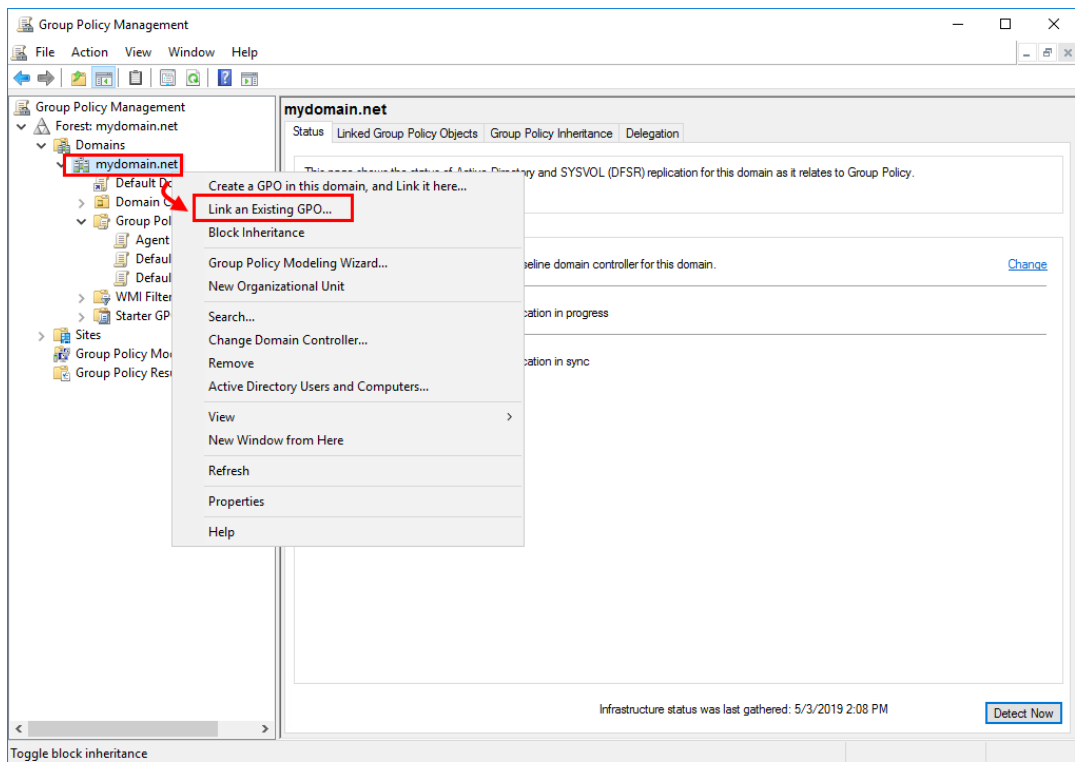 Group Policy Management
File Action View Window Help
Group Policy Management
Forest: mydomain.net
Domains
mydomain.net
Default Do
Domain C
Group Pol
Agent
Defaul
Defaul
WMI Filter
Starter GP
Sites
Group Policy Mo
Group Policy Resu
Create a GPO in this domain, and Link it here...
Link an Existing GPO...
Block Inheritance
Group Policy Modeling Wizard...
New Organizational Unit
Search...
Change Domain Controller...
Remove
Active Directory Users and Computers...
View
New Window from Here
Refresh
Properties
Help
mydomain.net
Status Linked Group Policy Objects Group Policy Inheritance Delegation
This page shows the status of Active Directory and SYSVOL (DFSR) replication for this domain as it relates to Group Policy.
seline domain controller for this domain. Change
cation in progress
cation in sync
Infrastructure status was last gathered: 5/3/2019 2:08 PM
Detect Now
Toggle block inheritance